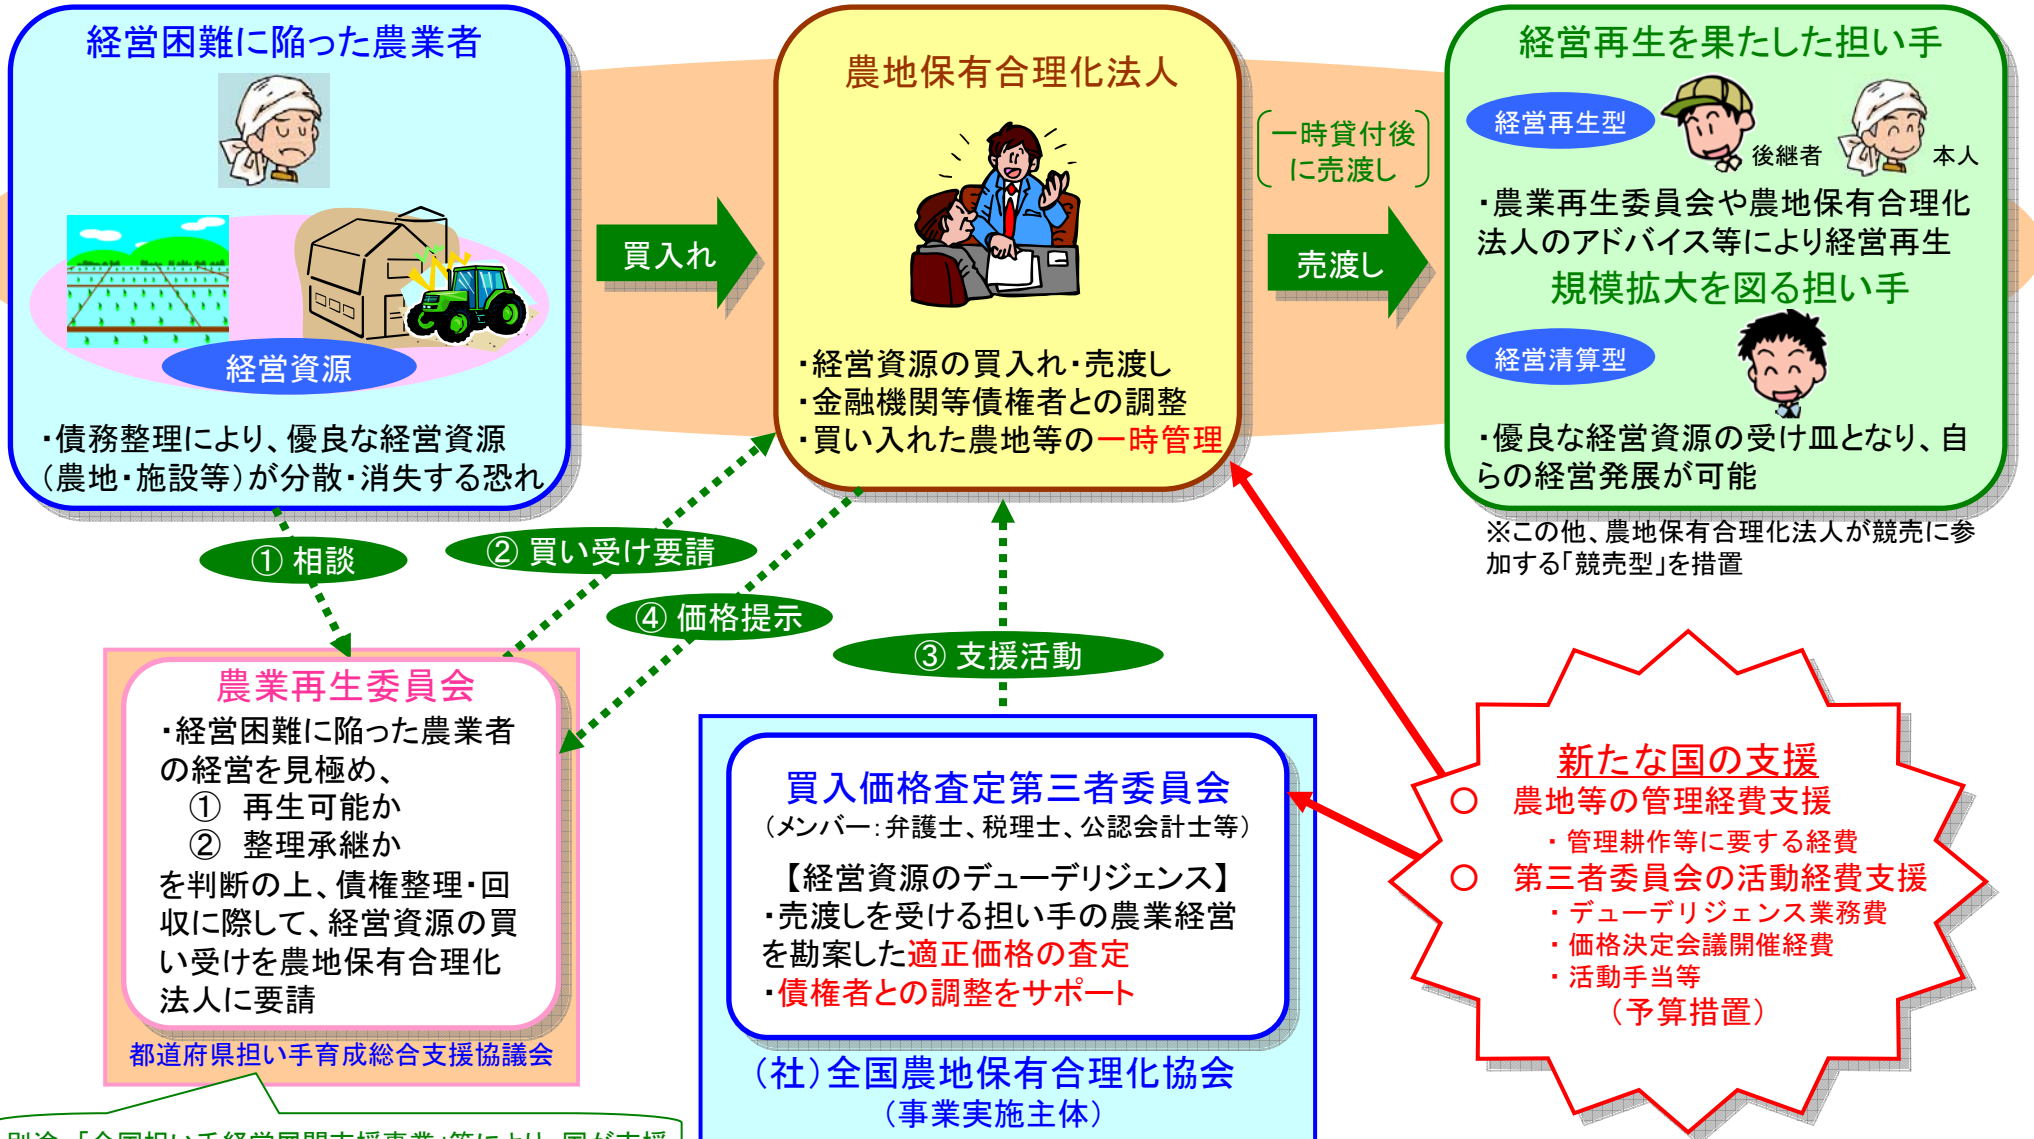 経営困難に陥った農業者
経営資源
・債務整理により、優良な経営資源
（農地・施設等）が分散・消失する恐れ
買入れ
農地保有合理化法人
・経営資源の買入れ・売渡し
・金融機関等債権者との調整
・買い入れた農地等の一時管理
一時貸付後
に売渡し
売渡し
経営再生を果たした担い手
経営再生型
後継者
本人
・農業再生委員会や農地保有合理化
法人のアドバイス等により経営再生
規模拡大を図る担い手
経営清算型
・優良な経営資源の受け皿となり、自
らの経営発展が可能
※この他、農地保有合理化法人が競売に参
加する「競売型」を措置
① 相談
② 買い受け要請
④ 価格提示
③ 支援活動
農業再生委員会
・経営困難に陥った農業者
の経営を見極め、
① 再生可能か
② 整理承継か
を判断の上、債権整理・回
収に際して、経営資源の買
い受けを農地保有合理化
法人に要請
都道府県担い手育成総合支援協議会
別途、「全国担い手経営展開支援事業」等により、国が支援
買入価格査定第三者委員会
（メンバー：弁護士、税理士、公認会計士等）
【経営資源のデューデリジェンス】
・売渡しを受ける担い手の農業経営
を勘案した適正価格の査定
・債権者との調整をサポート
（社）全国農地保有合理化協会
（事業実施主体）
新たな国の支援
○ 農地等の管理経費支援
・管理耕作等に要する経費
○ 第三者委員会の活動経費支援
・デューデリジェンス業務費
・価格決定会議開催経費
・活動手当等
（予算措置）